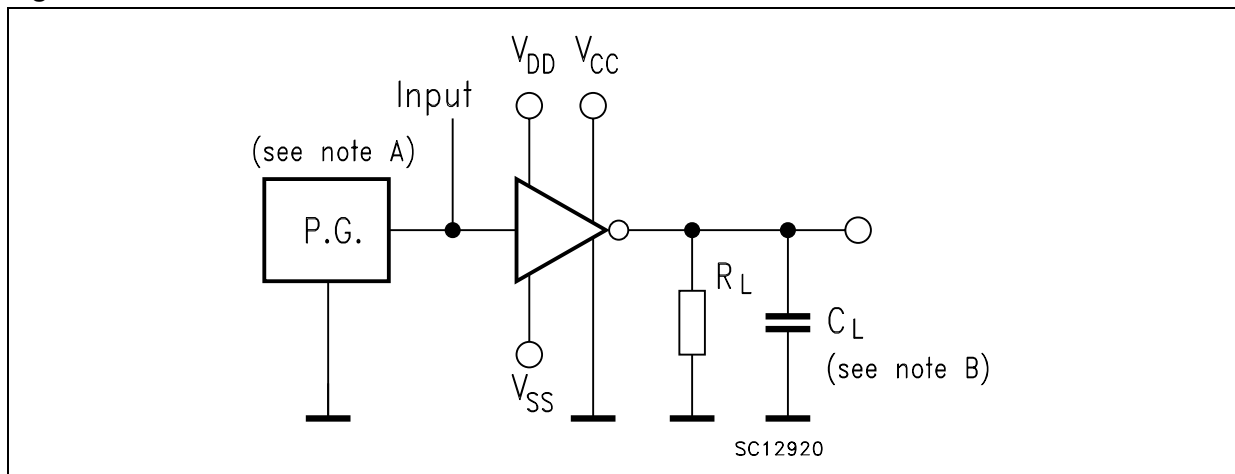 V_DD V_CC
Input
(see note A)
P.G.
R_L
C_L
(see note B)
V_SS
SC12920